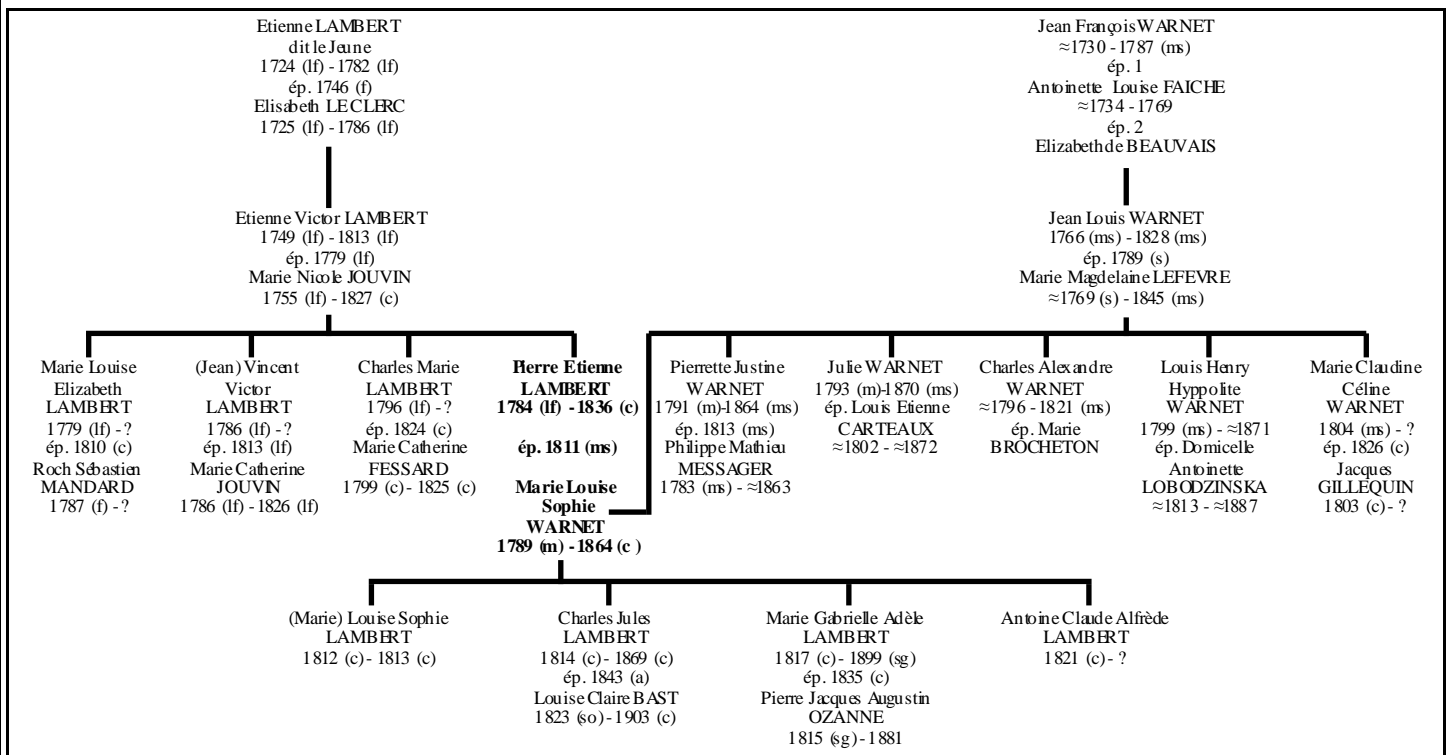 Etienne LAMBERT
dit le Jeune
1724 (lf) - 1782 (lf)
ép. 1746 (f)
Elisabeth LECLERC
1725 (lf) - 1786 (lf)
Jean François WARNET
≈1730 - 1787 (ms)
ép. 1
Antoinette Louise FAICHE
≈1734 - 1769
ép. 2
Elizabeth de BEAUVAIS
Etienne Victor LAMBERT
1749 (lf) - 1813 (lf)
ép. 1779 (lf)
Marie Nicole JOUVIN
1755 (lf) - 1827 (c)
Jean Louis WARNET
1766 (ms) - 1828 (ms)
ép. 1789 (s)
Marie Magdelaine LEFEVRE
≈1769 (s) - 1845 (ms)
Marie Louise
Elizabeth
LAMBERT
1779 (lf) - ?
ép. 1810 (c)
Roch Sébastien
MANDARD
1787 (f) - ?
(Jean) Vincent
Victor
LAMBERT
1786 (lf) - ?
ép. 1813 (lf)
Marie Catherine
JOUVIN
1786 (lf) - 1826 (lf)
Charles Marie
LAMBERT
1796 (lf) - ?
ép. 1824 (c)
Marie Catherine
FESSARD
1799 (c) - 1825 (c)
Pierre Etienne
LAMBERT
1784 (lf) - 1836 (c)
ép. 1811 (ms)
Marie Louise
Sophie
WARNET
1789 (m) - 1864 (c )
Pierrette Justine
WARNET
1791 (m)-1864 (ms)
ép. 1813 (ms)
Philippe Mathieu
MESSAGER
1783 (ms) - ≈1863
Julie WARNET
1793 (m)-1870 (ms)
ép. Louis Etienne
CARTEAUX
≈1802 - ≈1872
Charles Alexandre
WARNET
≈1796 - 1821 (ms)
ép. Marie
BROCHETON
Louis Henry
Hyppolite
WARNET
1799 (ms) - ≈1871
ép. Domicelle
Antoinette
LOBODZINSKA
≈1813 - ≈1887
Marie Claudine
Céline
WARNET
1804 (ms) - ?
ép. 1826 (c)
Jacques
GILLEQUIN
1803 (c) - ?
(Marie) Louise Sophie
LAMBERT
1812 (c) - 1813 (c)
Charles Jules
LAMBERT
1814 (c) - 1869 (c)
ép. 1843 (a)
Louise Claire BAST
1823 (so) - 1903 (c)
Marie Gabrielle Adèle
LAMBERT
1817 (c) - 1899 (sg)
ép. 1835 (c)
Pierre Jacques Augustin
OZANNE
1815 (sg) - 1881
Antoine Claude Alfrède
LAMBERT
1821 (c) - ?